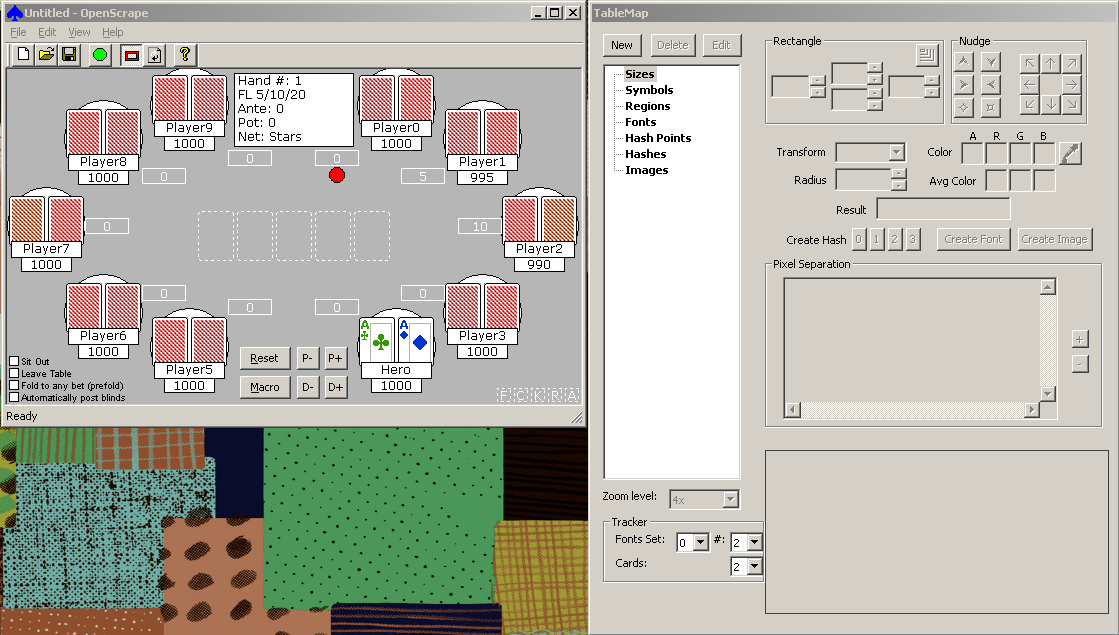 Untitled - OpenScrape
File Edit View Help
Hand #: 1
FL 5/10/20
Ante: 0
Pot: 0
Net: Stars
Player9
1000
Player0
1000
Player8
1000
Player1
995
0
0
0
5
Player7
1000
0
10
Player2
990
0
0
0
0
Player6
1000
Player3
1000
Player5
1000
A
A
Hero
1000
Reset
P-
P+
Macro
D-
D+
Sit Out
Leave Table
Fold to any bet (prefold)
Automatically post blinds
F C K R A
Ready
TableMap
New
Delete
Edit
Sizes
Symbols
Regions
Fonts
Hash Points
Hashes
Images
Zoom level:
4x
Tracker
Fonts Set:
0
#:
2
Cards:
2
Rectangle
Nudge
Transform
Color
A R G B
Radius
Avg Color
Result
Create Hash
0
1
2
3
Create Font
Create Image
Pixel Separation
+
-